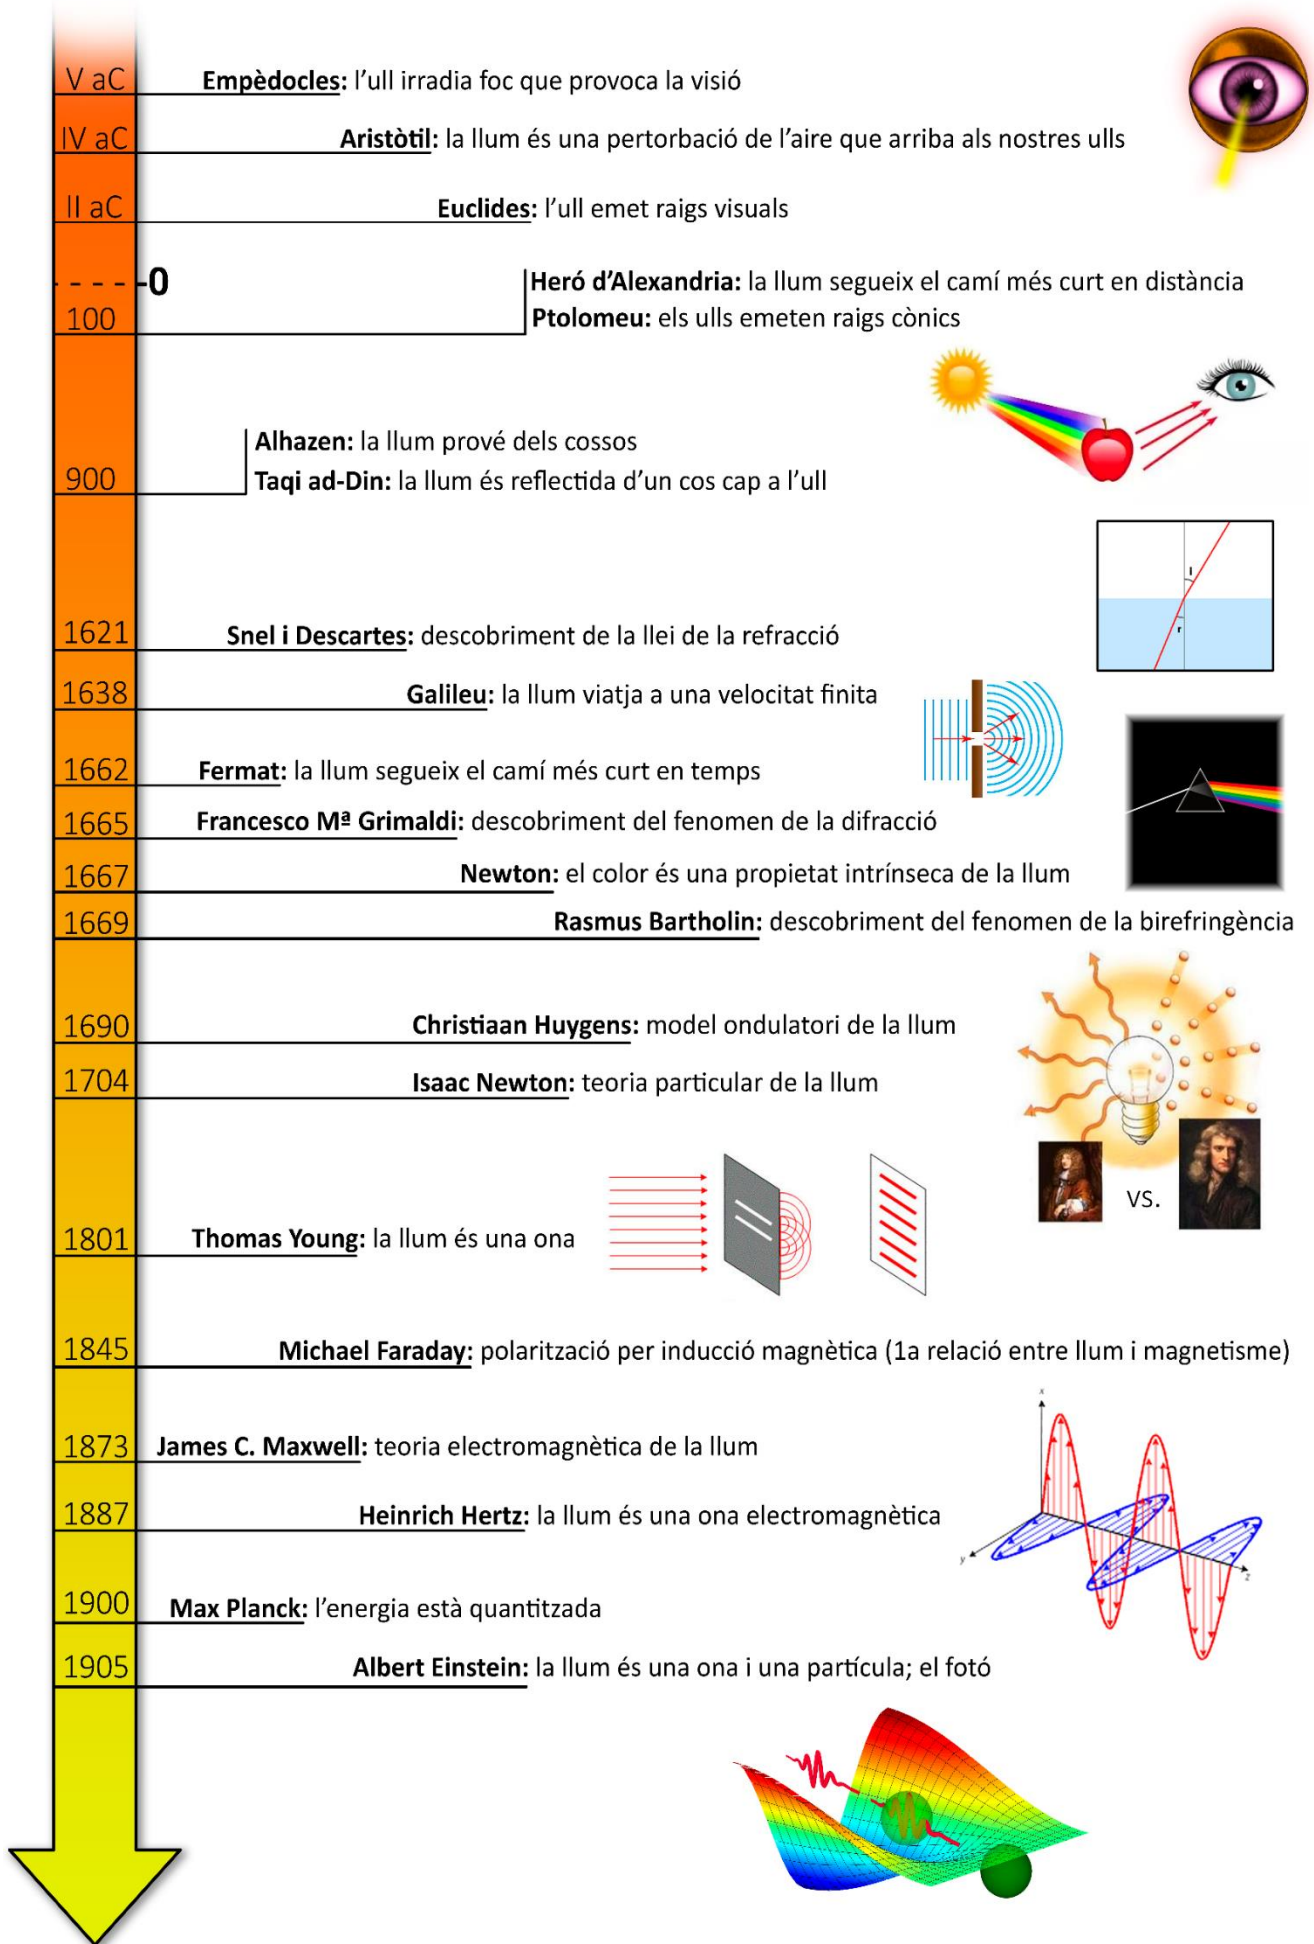 V aC Empèdocles: l’ull irradia foc que provoca la visió
IV aC Aristòtil: la llum és una pertorbació de l’aire que arriba als nostres ulls
II aC Euclides: l’ull emet raigs visuals
- - - - -0
Heró d’Alexandria: la llum segueix el camí més curt en distància
100 Ptolomeu: els ulls emeten raigs cònics
Alhazen: la llum prové dels cossos
900 Taqi ad-Din: la llum és reflectida d’un cos cap a l’ull
I
r
1621 Snel i Descartes: descobriment de la llei de la refracció
1638 Galileu: la llum viatja a una velocitat finita
1662 Fermat: la llum segueix el camí més curt en temps
1665 Francesco Mª Grimaldi: descobriment del fenomen de la difracció
1667 Newton: el color és una propietat intrínseca de la llum
1669 Rasmus Bartholin: descobriment del fenomen de la birefringència
1690 Christiaan Huygens: model ondulatori de la llum
1704 Isaac Newton: teoria particular de la llum
vs.
1801 Thomas Young: la llum és una ona
1845 Michael Faraday: polarització per inducció magnètica (1a relació entre llum i magnetisme)
x
1873 James C. Maxwell: teoria electromagnètica de la llum
1887 Heinrich Hertz: la llum és una ona electromagnètica
y
z
1900 Max Planck: l’energia està quantitzada
1905 Albert Einstein: la llum és una ona i una partícula; el fotó